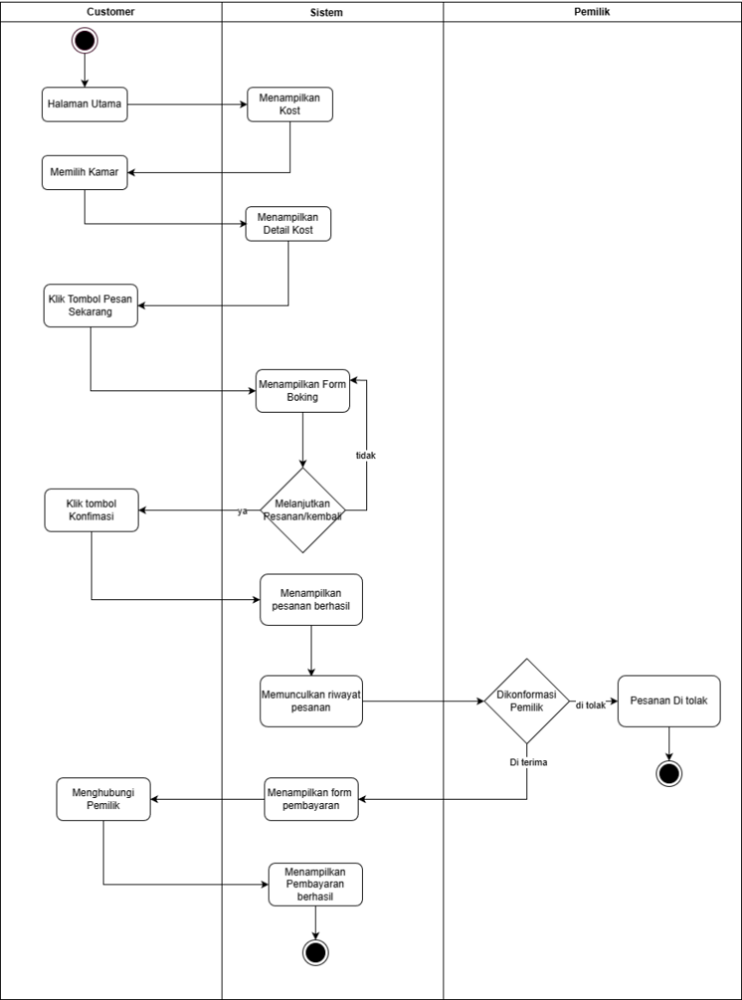 Customer
Sistem
Pemilik
Halaman Utama
Menampilkan
Kost
Memilih Kamar
Menampilkan
Detail Kost
Klik Tombol Pesan
Sekarang
Menampilkan Form
Boking
tidak
Melanjutkan
Pesanan/kembali
ya
Klik tombol
Konfimasi
Menampilkan
pesanan berhasil
Memunculkan riwayat
pesanan
Dikonformasi
Pemilik
di tolak
Pesanan Di tolak
Di terima
Menampilkan form
pembayaran
Menghubungi
Pemilik
Menampilkan
Pembayaran
berhasil